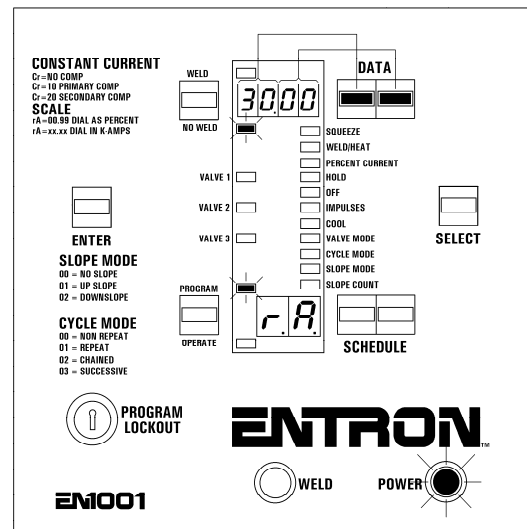 CONSTANT CURRENT
Cr=NO COMP
Cr=10 PRIMARY COMP
Cr=20 SECONDARY COMP
SCALE
rA=00.99 DIAL AS PERCENT
rA=xx.xx DIAL IN K-AMPS
WELD
NO WELD
30.00
DATA
SQUEEZE
WELD/HEAT
PERCENT CURRENT
HOLD
OFF
IMPULSES
COOL
VALVE MODE
CYCLE MODE
SLOPE MODE
SLOPE COUNT
VALVE 1
VALVE 2
VALVE 3
ENTER
SELECT
SLOPE MODE
00 = NO SLOPE
01 = UP SLOPE
02 = DOWNSLOPE
CYCLE MODE
00 = NON REPEAT
01 = REPEAT
02 = CHAINED
03 = SUCCESSIVE
PROGRAM
OPERATE
r.A.
SCHEDULE
PROGRAM
LOCKOUT
ENTRON™
WELD
POWER
EN1001